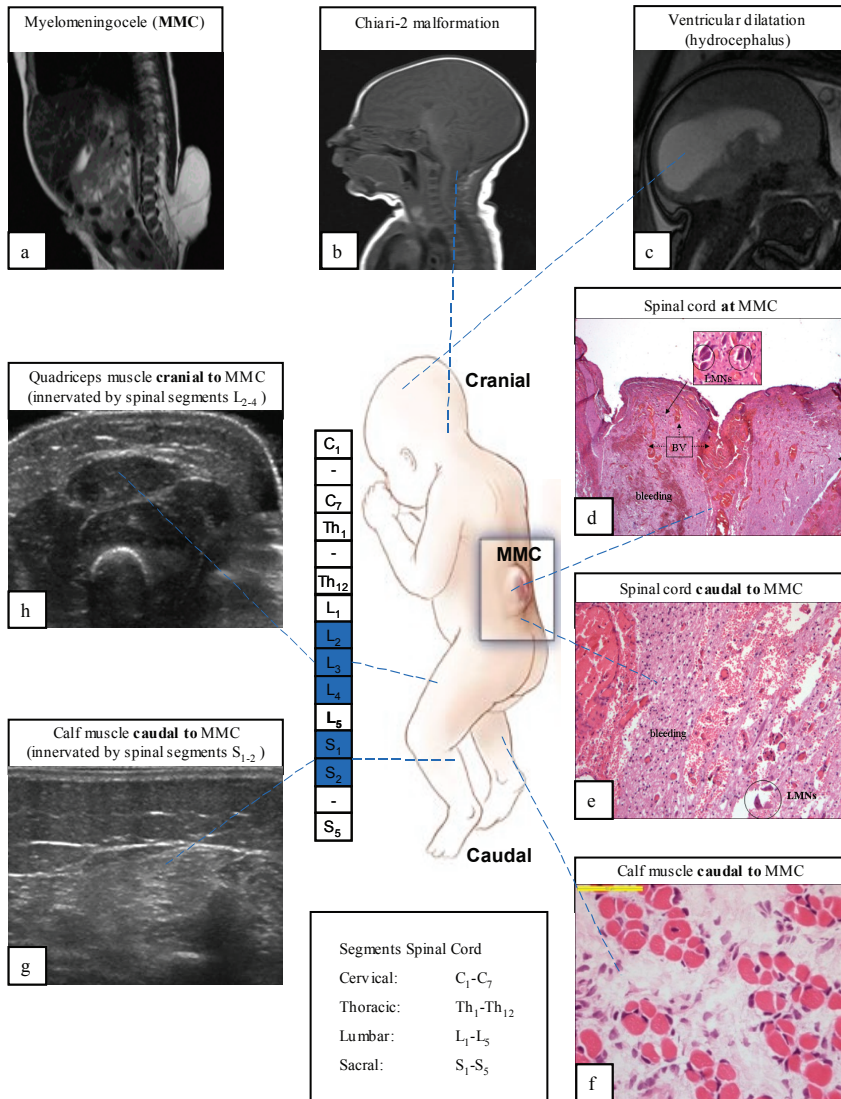 Myelomeningocele (MMC)
a
Chiari-2 malformation
b
Ventricular dilatation
(hydrocephalus)
c
Spinal cord at MMC
LMNs
BV
bleeding
d
Quadriceps muscle cranial to MMC
(innervated by spinal segments L2-4 )
h
Cranial
C1
-
C7
Th1
-
Th12
L1
L2
L3
L4
L5
S1
S2
-
S5
MMC
Caudal
Spinal cord caudal to MMC
bleeding
LMNs
e
Calf muscle caudal to MMC
(innervated by spinal segments S1-2 )
g
Calf muscle caudal to MMC
f
Segments Spinal Cord
Cervical: C1-C7
Thoracic: Th1-Th12
Lumbar: L1-L5
Sacral: S1-S5